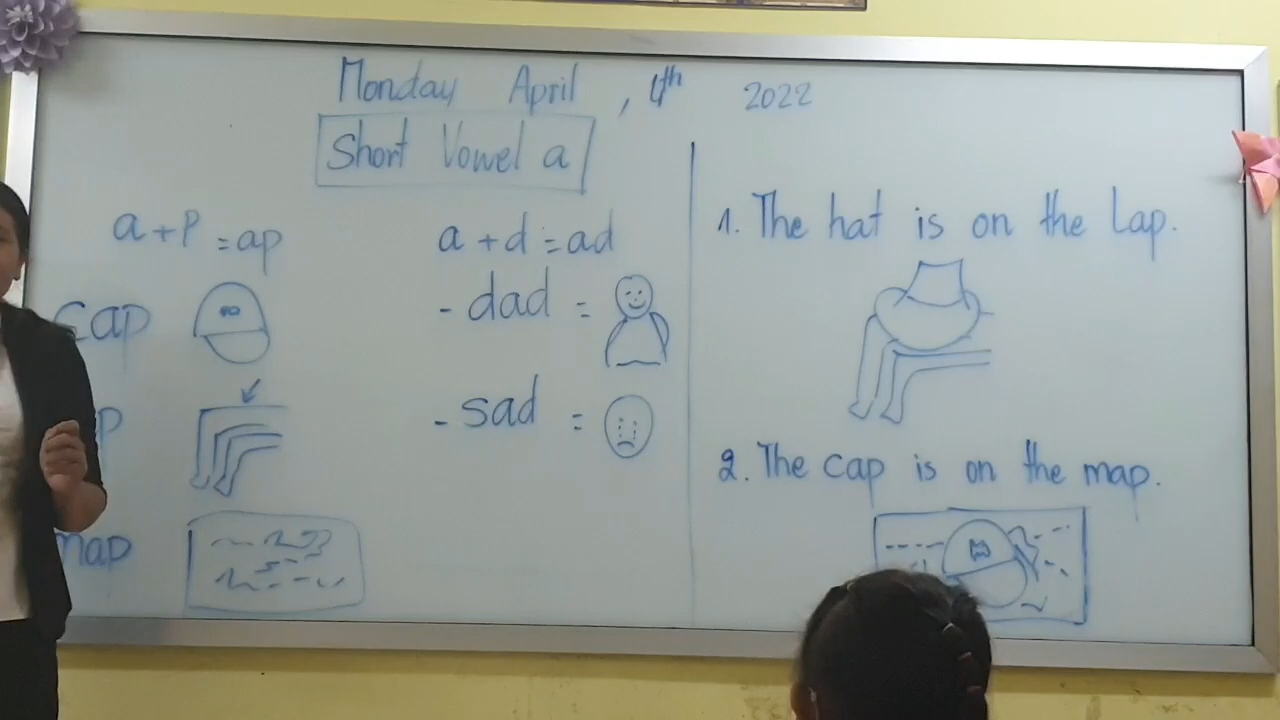 Monday April , 4th 2022
Short Vowel a
a + p = ap
cap
map
a + d = ad
- dad =
- sad =
1. The hat is on the Lap.
2. The cap is on the map.